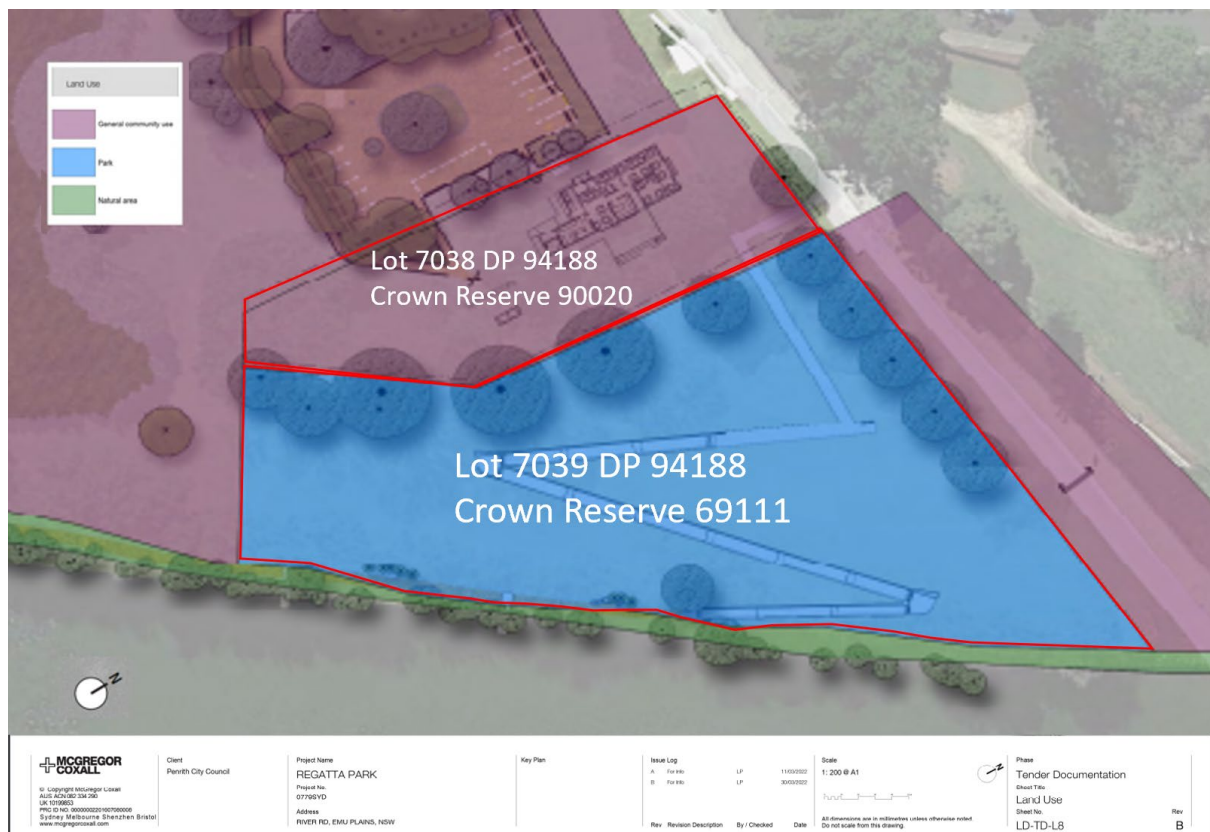 Land Use
General community use
Park
Natural area
Lot 7038 DP 94188
Crown Reserve 90020
Lot 7039 DP 94188
Crown Reserve 69111
N
MCGREGOR
COXALL
© Copyright McGregor Coxall
AUS ACN 082 334 290
UK 10199853
Sydney Melbourne Shenzhen Bristol
www.mcgregorcoxall.com
Client
Penrith City Council
Project Name
REGATTA PARK
Project No.
0779SYD
Address
RIVER RD, EMU PLAINS, NSW
Key Plan
Issue Log
A For Info LP 11/03/2022
B For Info LP 30/03/2022
Rev Revision Description By / Checked Date
Scale
1: 200 @ A1
All dimensions are in millimetres unless otherwise noted.
Do not scale from this drawing.
N
Phase
Tender Documentation
Sheet Title
Land Use
Sheet No.
LD-TD-L8
Rev
B